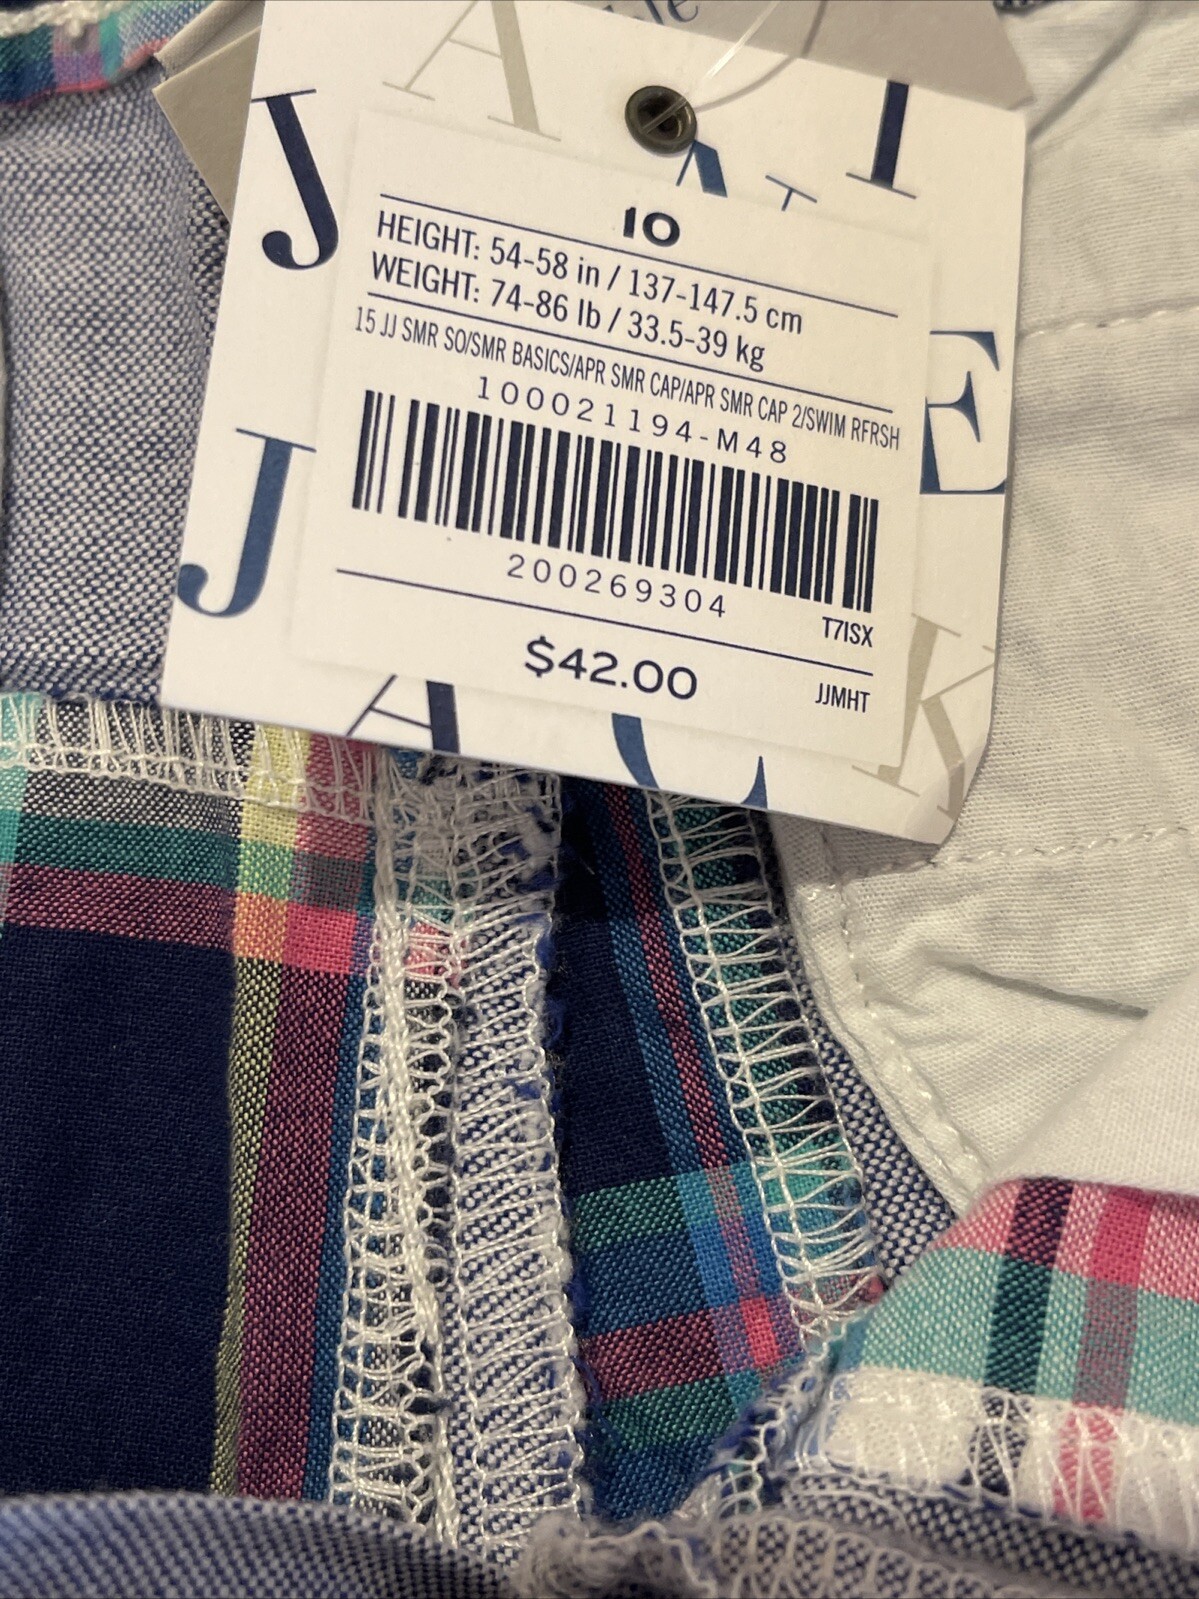 10
HEIGHT: 54-58 in / 137-147.5 cm
WEIGHT: 74-86 lb / 33.5-39 kg
15 JJ SMR SO/SMR BASICS/APR SMR CAP/APR SMR CAP 2/SWIM RFRSH
100021194-M48
200269304
T7ISX
$42.00
JJMHT